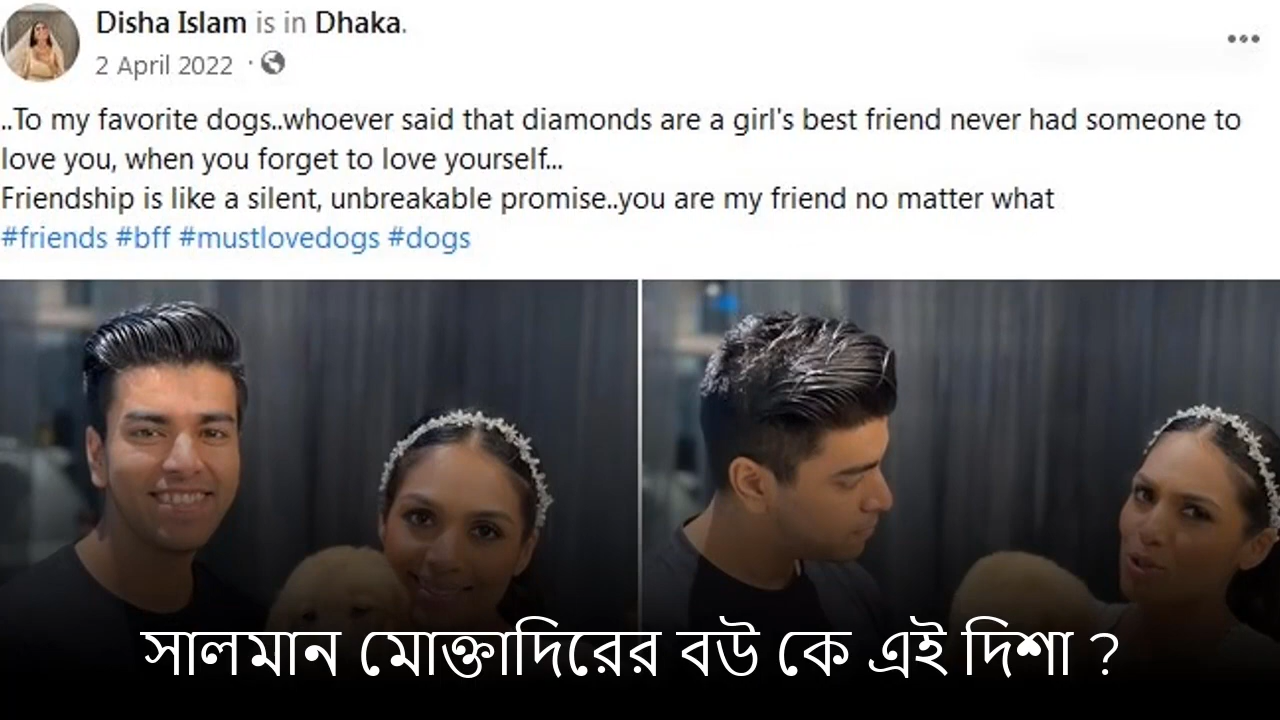 Disha Islam is in Dhaka.
2 April 2022 ·
..To my favorite dogs..whoever said that diamonds are a girl's best friend never had someone to
love you, when you forget to love yourself...
Friendship is like a silent, unbreakable promise..you are my friend no matter what
#friends #bff #mustlovedogs #dogs
সালমান মোক্তাদিরের বউ কে এই দিশা ?